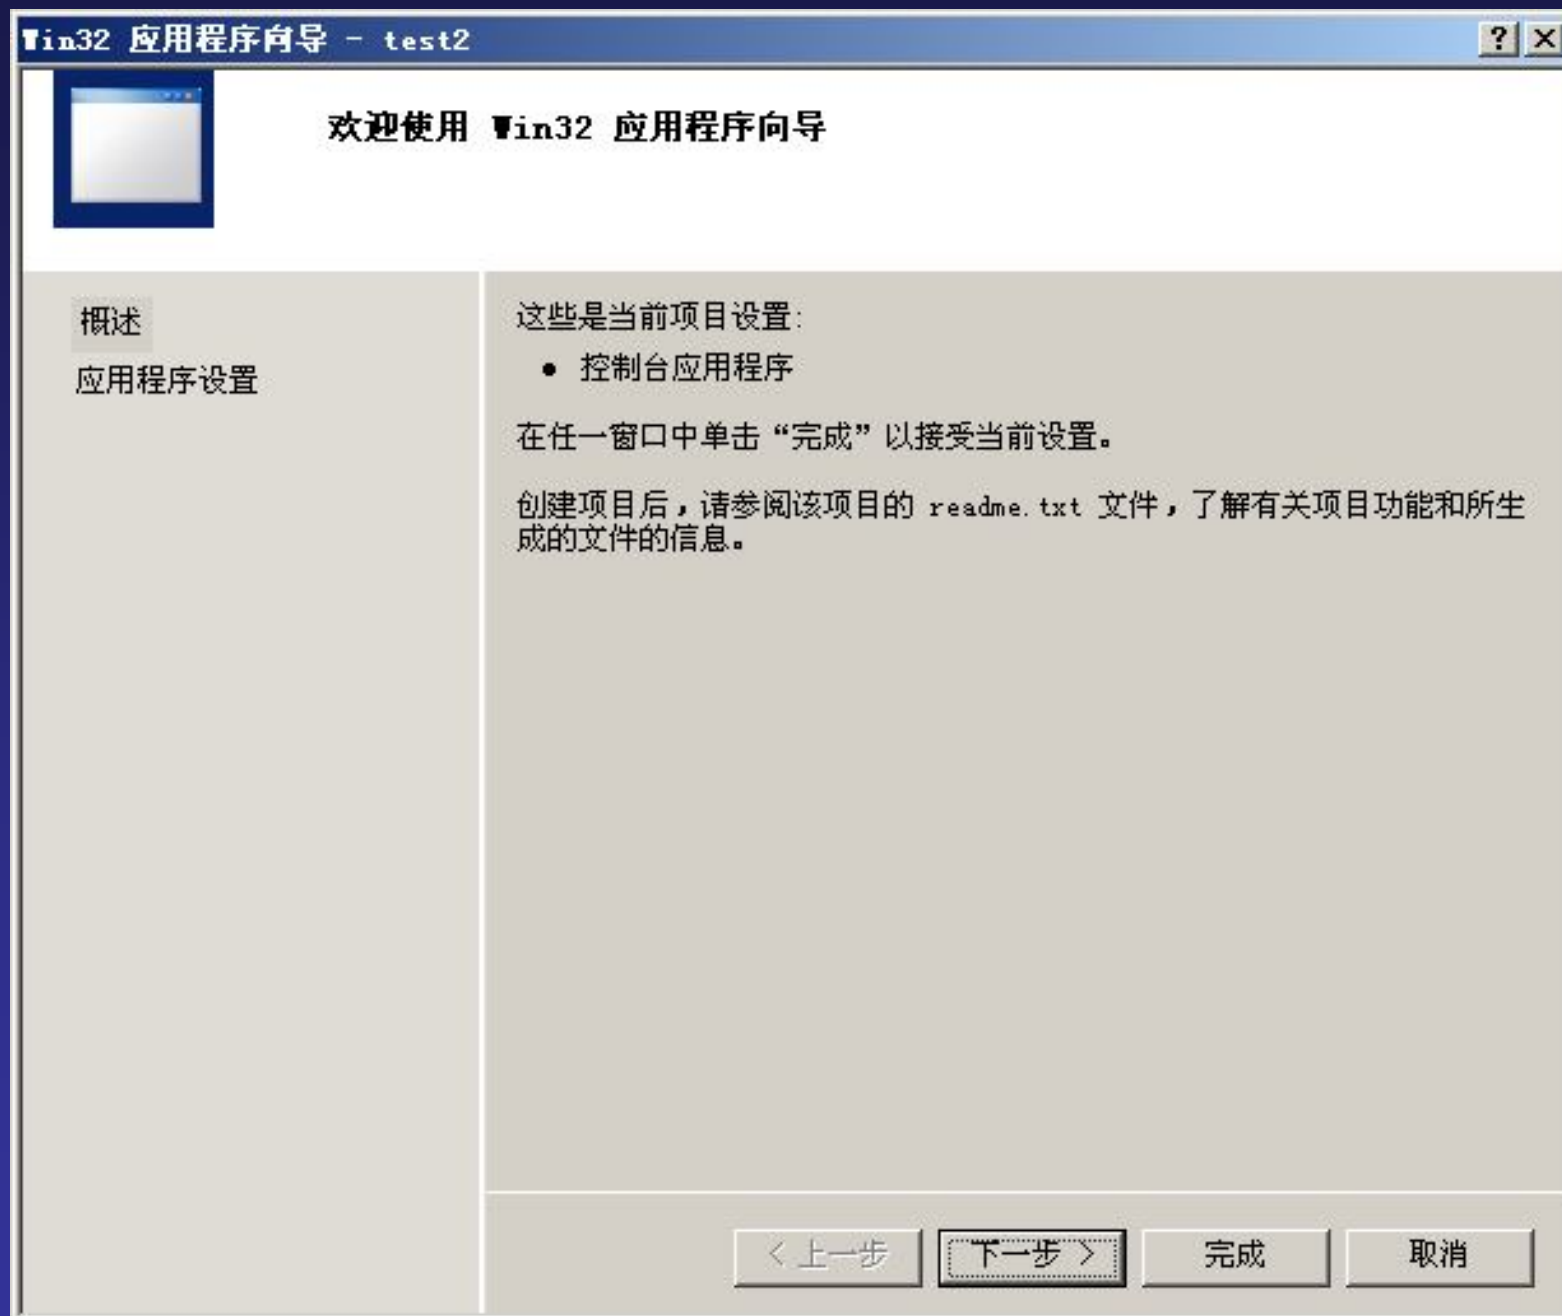 Win32 应用程序向导 - test2
欢迎使用 Win32 应用程序向导
概述
应用程序设置
这些是当前项目设置:
• 控制台应用程序
在任一窗口中单击“完成”以接受当前设置。
创建项目后，请参阅该项目的 readme.txt 文件，了解有关项目功能和所生
成的文件的信息。
< 上一步
下一步 >
完成
取消